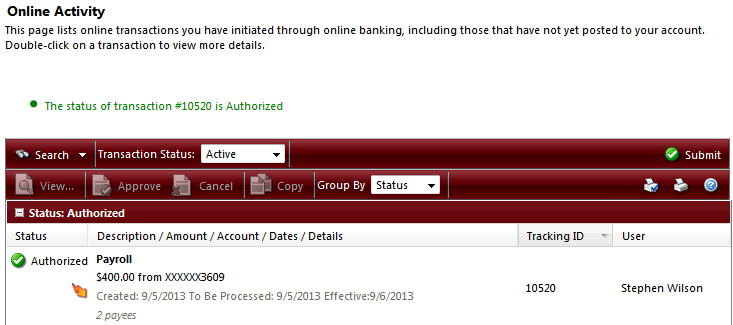 Online Activity
This page lists online transactions you have initiated through online banking, including those that have not yet posted to your account.
Double-click on a transaction to view more details.
The status of transaction #10520 is Authorized
Search Transaction Status: Active Submit
View... Approve Cancel Copy Group By Status
Status: Authorized
Status Description / Amount / Account / Dates / Details Tracking ID User
Authorized Payroll
$400.00 from XXXXXX3609
Created: 9/5/2013 To Be Processed: 9/5/2013 Effective:9/6/2013
10520 Stephen Wilson
2 payees